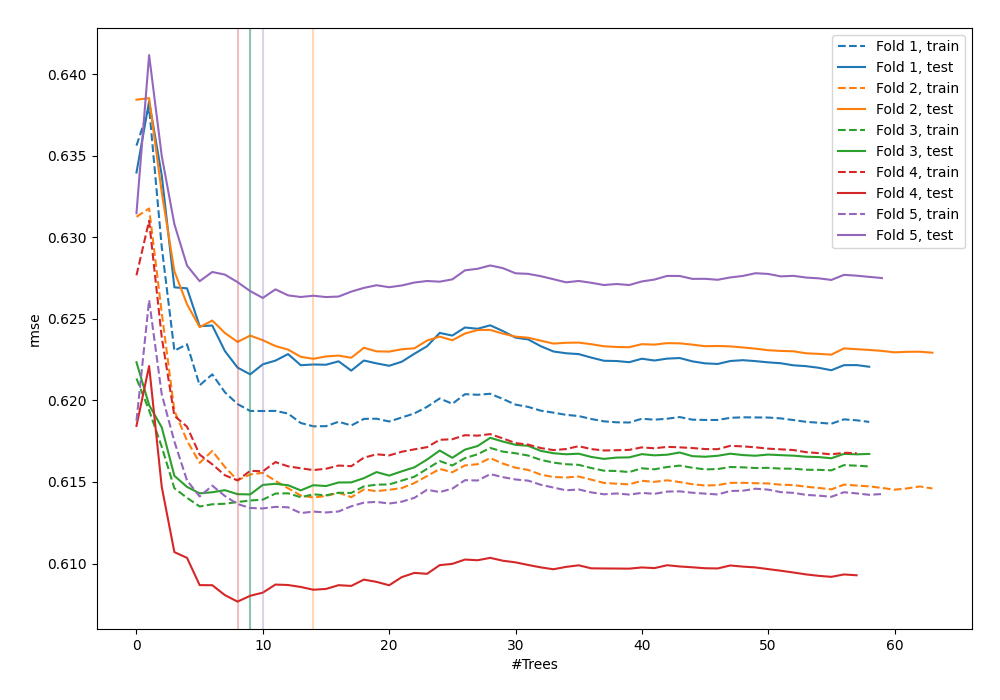 0.640
0.635
0.630
0.625
0.620
0.615
0.610
rmse
0
10
20
30
40
50
60
#Trees
Fold 1, train
Fold 1, test
Fold 2, train
Fold 2, test
Fold 3, train
Fold 3, test
Fold 4, train
Fold 4, test
Fold 5, train
Fold 5, test